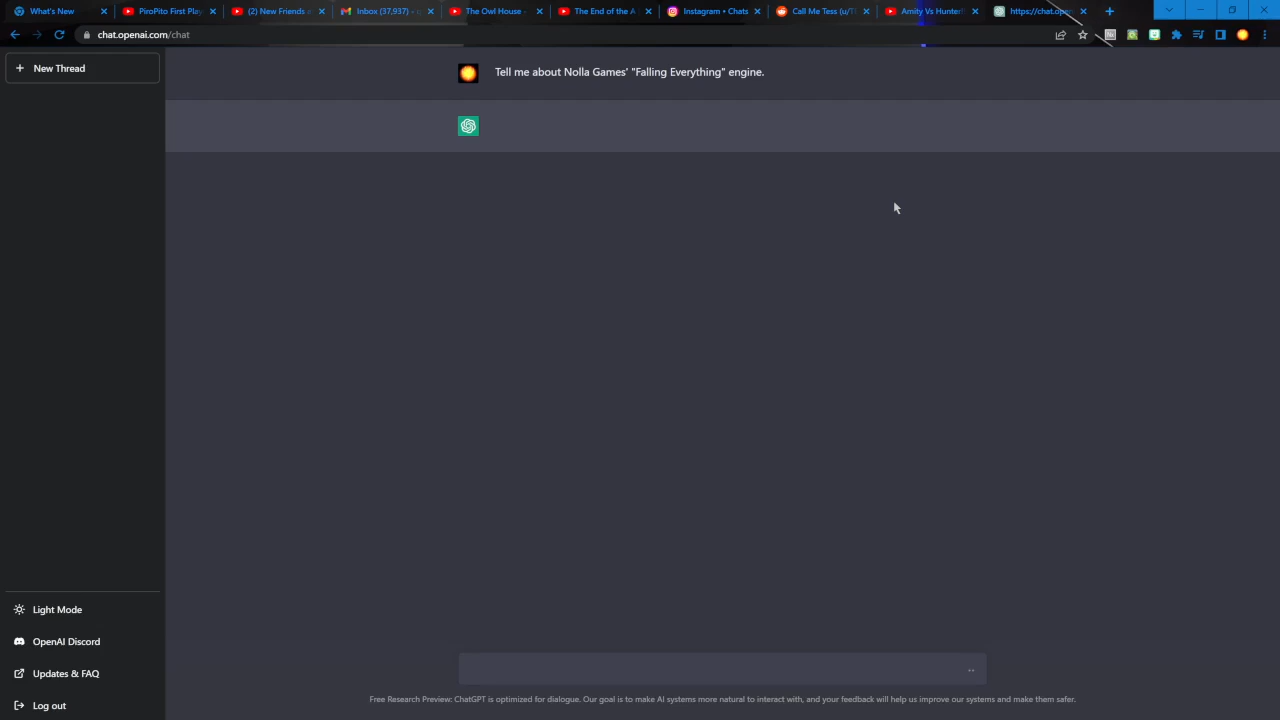 What's New
PiroPito First Play
(2) New Friends a
Inbox (37,937) -
The Owl House -
The End of the A
Instagram • Chats
Call Me Tess (u/T
Amity Vs Hunter!
https://chat.open
chat.openai.com/chat
+ New Thread
Tell me about Nolla Games' "Falling Everything" engine.
Light Mode
OpenAI Discord
Updates & FAQ
Log out
Free Research Preview: ChatGPT is optimized for dialogue. Our goal is to make AI systems more natural to interact with, and your feedback will help us improve our systems and make them safer.